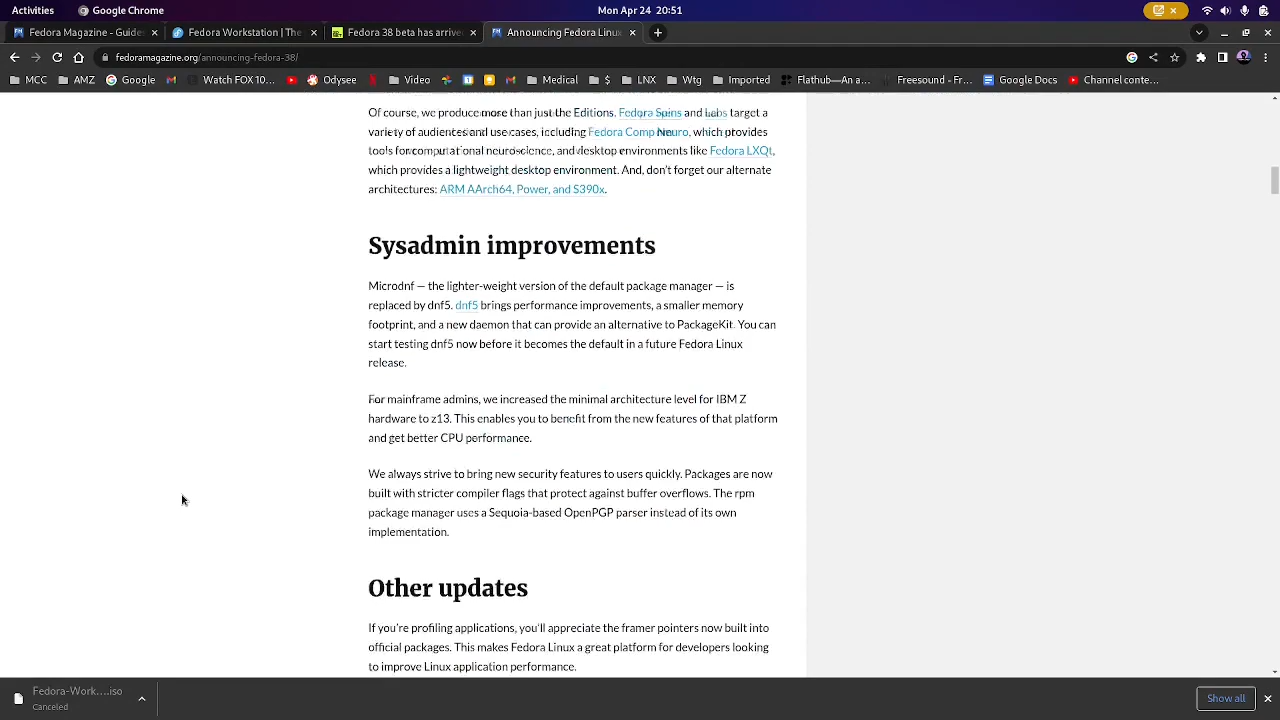 Activities Google Chrome Mon Apr 24 20:51
Fedora Magazine - Guides Fedora Workstation | The Fedora 38 beta has arrived Announcing Fedora Linux
fedoramagazine.org/announcing-fedora-38/
MCC AMZ Google Watch FOX 10... Odysee Video Medical $ LNX Wtg Imported Flathub—An a... Freesound - Fr... Google Docs Channel conte...
Of course, we produce more than just the Editions. Fedora Spins and Labs target a
variety of audiences and use cases, including Fedora Comp Neuro, which provides
tools for computational neuroscience, and desktop environments like Fedora LXQt,
which provides a lightweight desktop environment. And, don't forget our alternate
architectures: ARM AArch64, Power, and S390x.
Sysadmin improvements
Microdnf — the lighter-weight version of the default package manager — is
replaced by dnf5. dnf5 brings performance improvements, a smaller memory
footprint, and a new daemon that can provide an alternative to PackageKit. You can
start testing dnf5 now before it becomes the default in a future Fedora Linux
release.
For mainframe admins, we increased the minimal architecture level for IBM Z
hardware to z13. This enables you to benefit from the new features of that platform
and get better CPU performance.
We always strive to bring new security features to users quickly. Packages are now
built with stricter compiler flags that protect against buffer overflows. The rpm
package manager uses a Sequoia-based OpenPGP parser instead of its own
implementation.
Other updates
If you're profiling applications, you'll appreciate the framer pointers now built into
official packages. This makes Fedora Linux a great platform for developers looking
to improve Linux application performance.
Fedora-Work....iso
Canceled
Show all